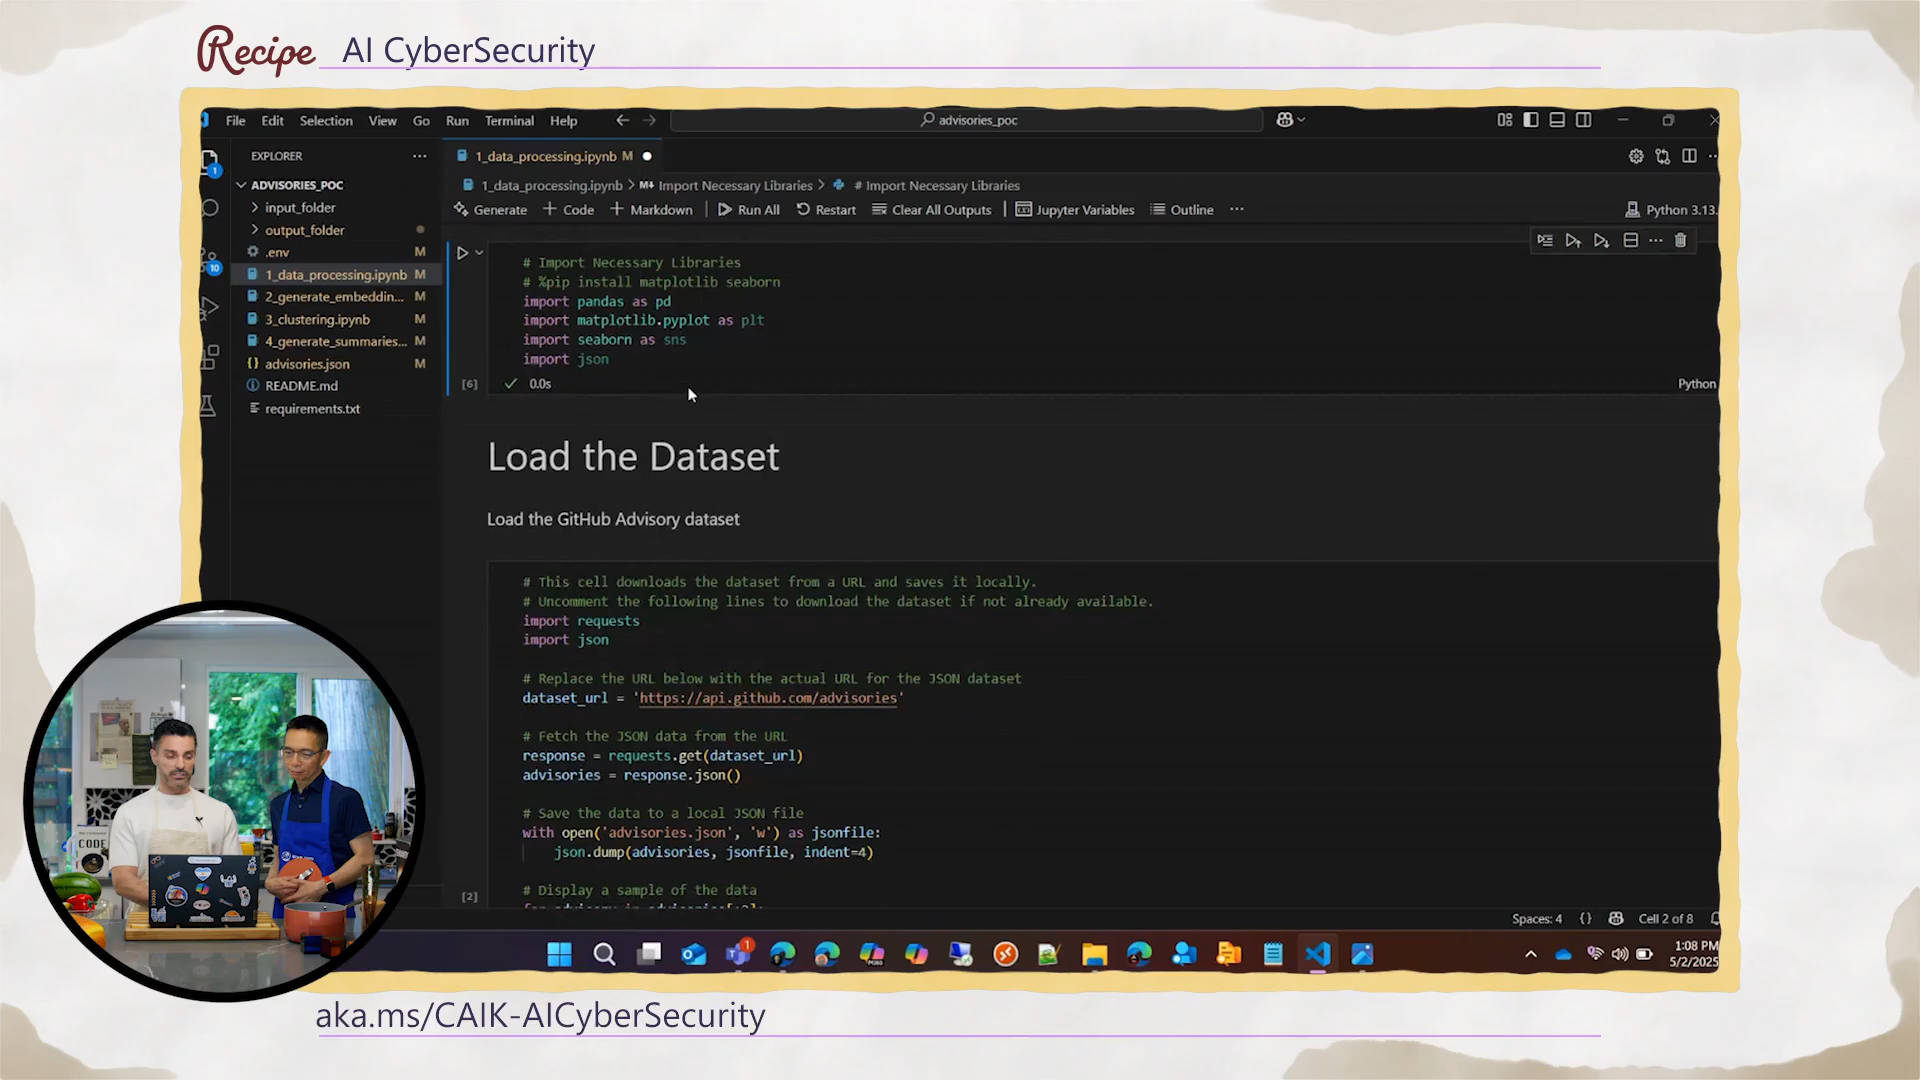 Recipe AI CyberSecurity
File Edit Selection View Go Run Terminal Help
advisories_poc
EXPLORER
1_data_processing.ipynb M
1_data_processing.ipynb > M↓ Import Necessary Libraries > # Import Necessary Libraries
ADVISORIES_POC
Generate + Code + Markdown Run All Restart Clear All Outputs Jupyter Variables Outline
Python 3.13.
1
input_folder
output_folder
.env M
10
1_data_processing.ipynb M
2_generate_embeddin... M
3_clustering.ipynb M
4_generate_summaries... M
advisories.json M
README.md
requirements.txt
# Import Necessary Libraries
# %pip install matplotlib seaborn
import pandas as pd
import matplotlib.pyplot as plt
import seaborn as sns
import json
[6] 0.0s
Python
Load the Dataset
Load the GitHub Advisory dataset
# This cell downloads the dataset from a URL and saves it locally.
# Uncomment the following lines to download the dataset if not already available.
import requests
import json
# Replace the URL below with the actual URL for the JSON dataset
dataset_url = 'https://api.github.com/advisories'
# Fetch the JSON data from the URL
response = requests.get(dataset_url)
advisories = response.json()
# Save the data to a local JSON file
with open('advisories.json', 'w') as jsonfile:
json.dump(advisories, jsonfile, indent=4)
# Display a sample of the data
[2]
Spaces: 4 {} Cell 2 of 8
CODE
1
1:08 PM
5/2/2025
aka.ms/CAIK-AICyberSecurity